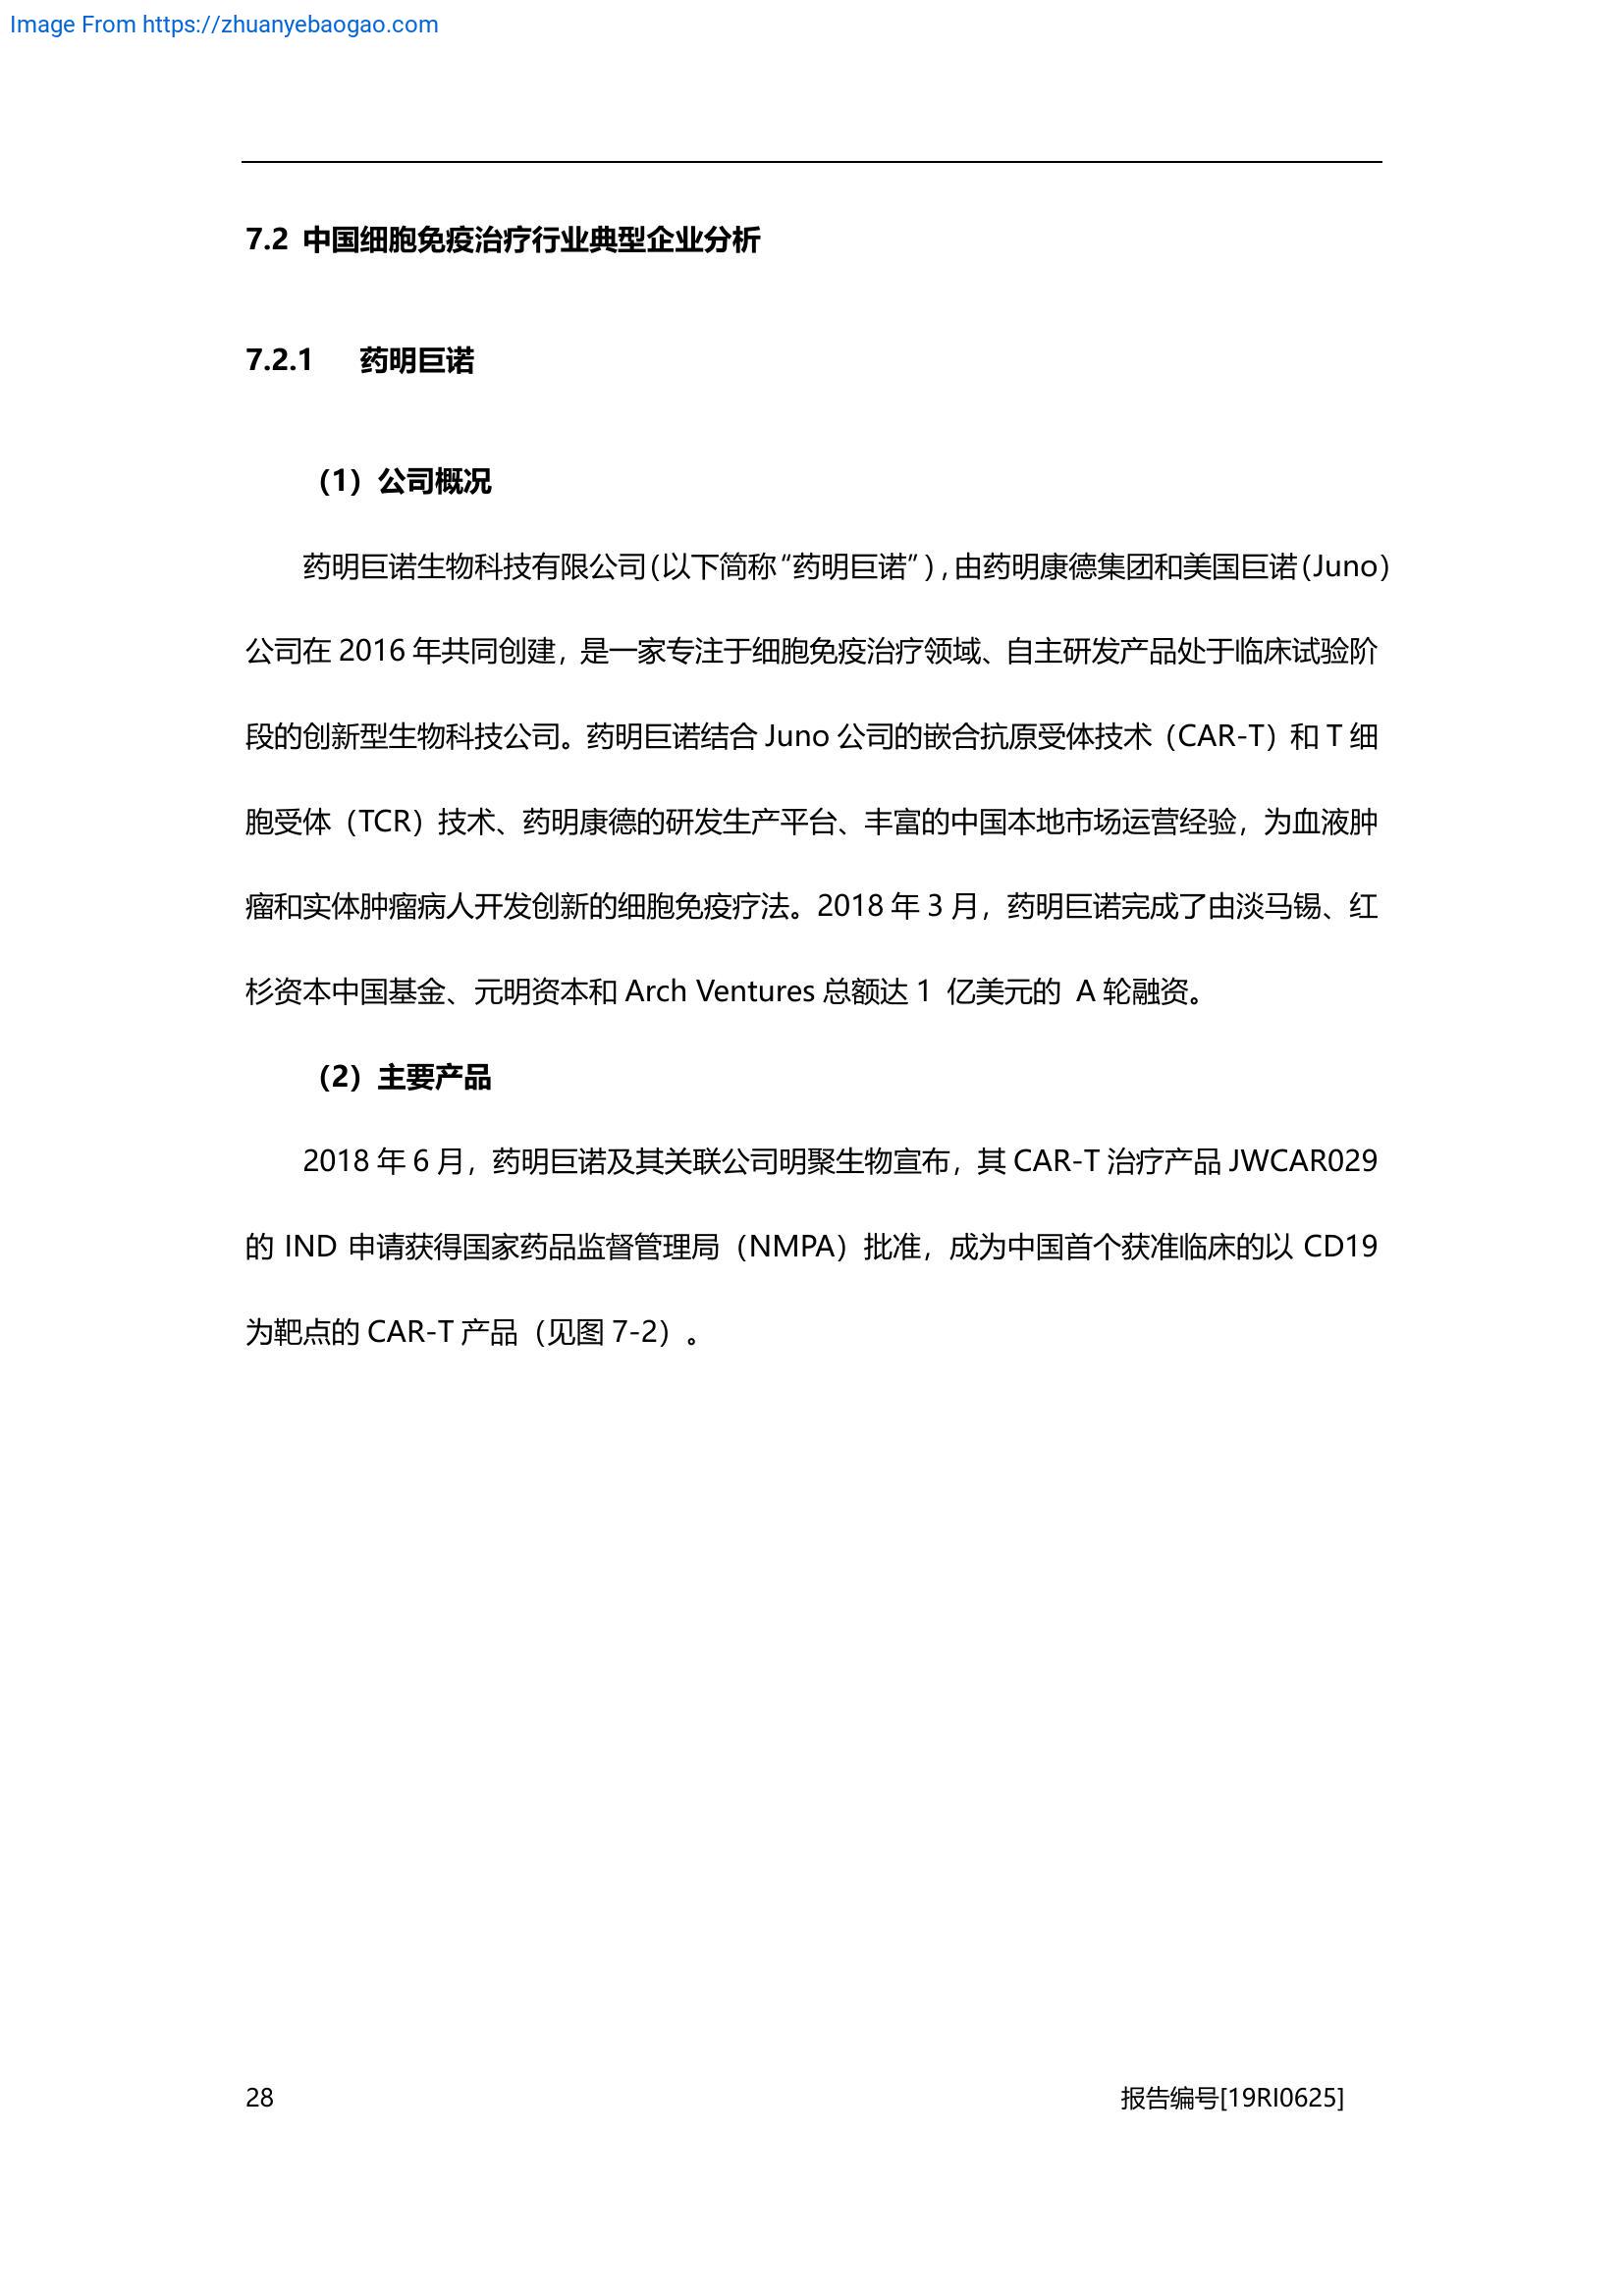 Image From https://zhuanyebaogao.com
7.2 中国细胞免疫治疗行业典型企业分析
7.2.1 药明巨诺
（1）公司概况
药明巨诺生物科技有限公司（以下简称“药明巨诺”），由药明康德集团和美国巨诺（Juno）
公司在 2016 年共同创建，是一家专注于细胞免疫治疗领域、自主研发产品处于临床试验阶
段的创新型生物科技公司。药明巨诺结合 Juno 公司的嵌合抗原受体技术（CAR-T）和 T 细
胞受体（TCR）技术、药明康德的研发生产平台、丰富的中国本地市场运营经验，为血液肿
瘤和实体肿瘤病人开发创新的细胞免疫疗法。2018 年 3 月，药明巨诺完成了由淡马锡、红
杉资本中国基金、元明资本和 Arch Ventures 总额达 1 亿美元的 A 轮融资。
（2）主要产品
2018 年 6 月，药明巨诺及其关联公司明聚生物宣布，其 CAR-T 治疗产品 JWCAR029
的 IND 申请获得国家药品监督管理局（NMPA）批准，成为中国首个获准临床的以 CD19
为靶点的 CAR-T 产品（见图 7-2）。
28 报告编号[19RI0625]